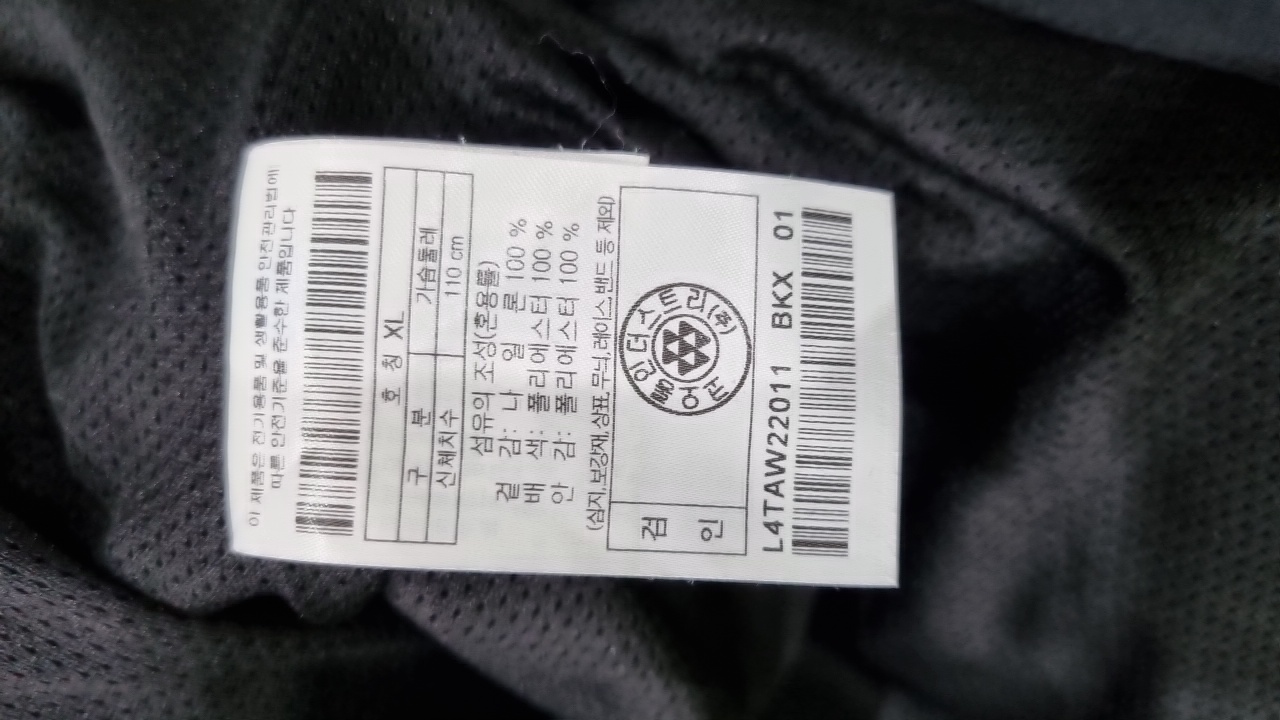 이 제품은 전기용품 및 생활용품 안전관리법에
따른 안전기준을 준수한 제품입니다
호 칭 XL
구 분 가슴둘레
신체치수 110 cm
섬유의 조성(혼용률)
겉 감: 나 일 론 100 %
배 색: 폴리에스터 100 %
안 감: 폴리에스터 100 %
(심지,보강재,상표,무늬,레이스,밴드 등 제외)
검 인
인더스트리(주)
L4TAW22011 BKX 01